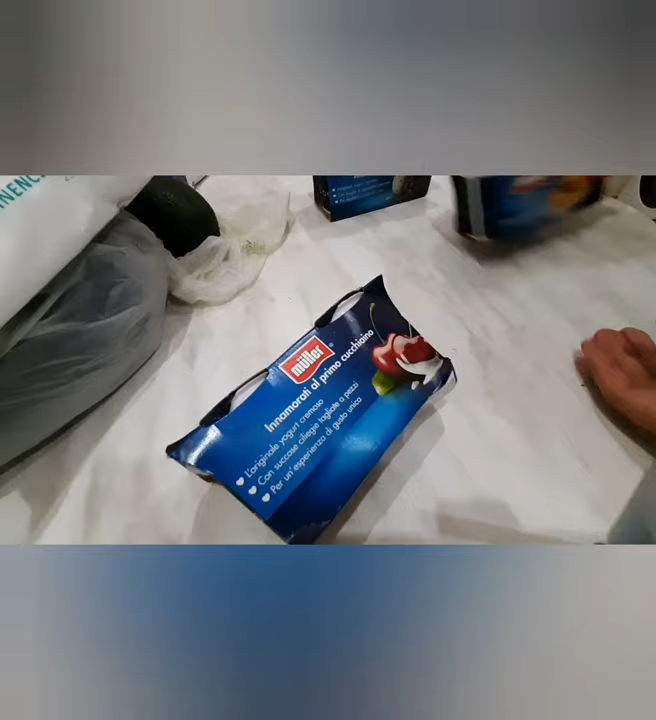 müller
Innamorati al primo cucchiaino
L'originale yogurt cremoso
Con succose ciliegie tagliate a pezzi
Per un'esperienza di gusto unica